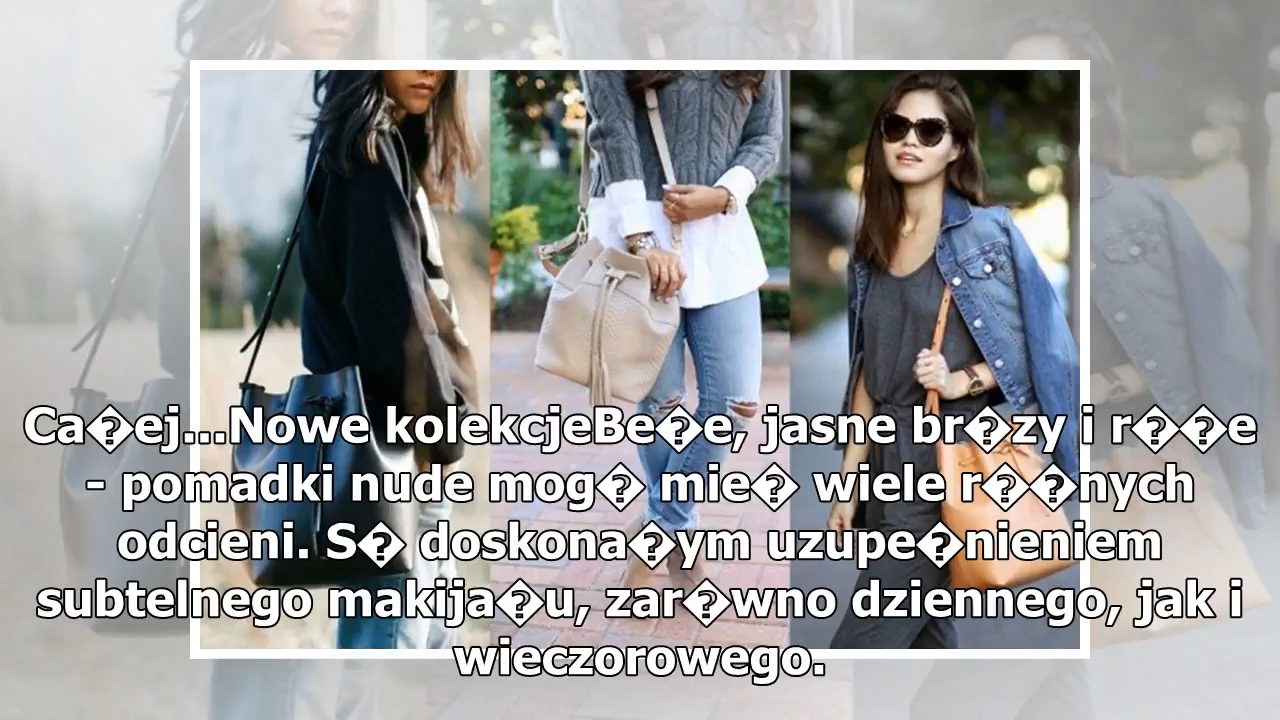 Ca�ej...Nowe kolekcjeBe�e, jasne br�zy i r��e
- pomadki nude mog� mie� wiele r��nych
odcieni. S� doskona�ym uzupe�nieniem
subtelnego makija�u, zar�wno dziennego, jak i
wieczorowego.